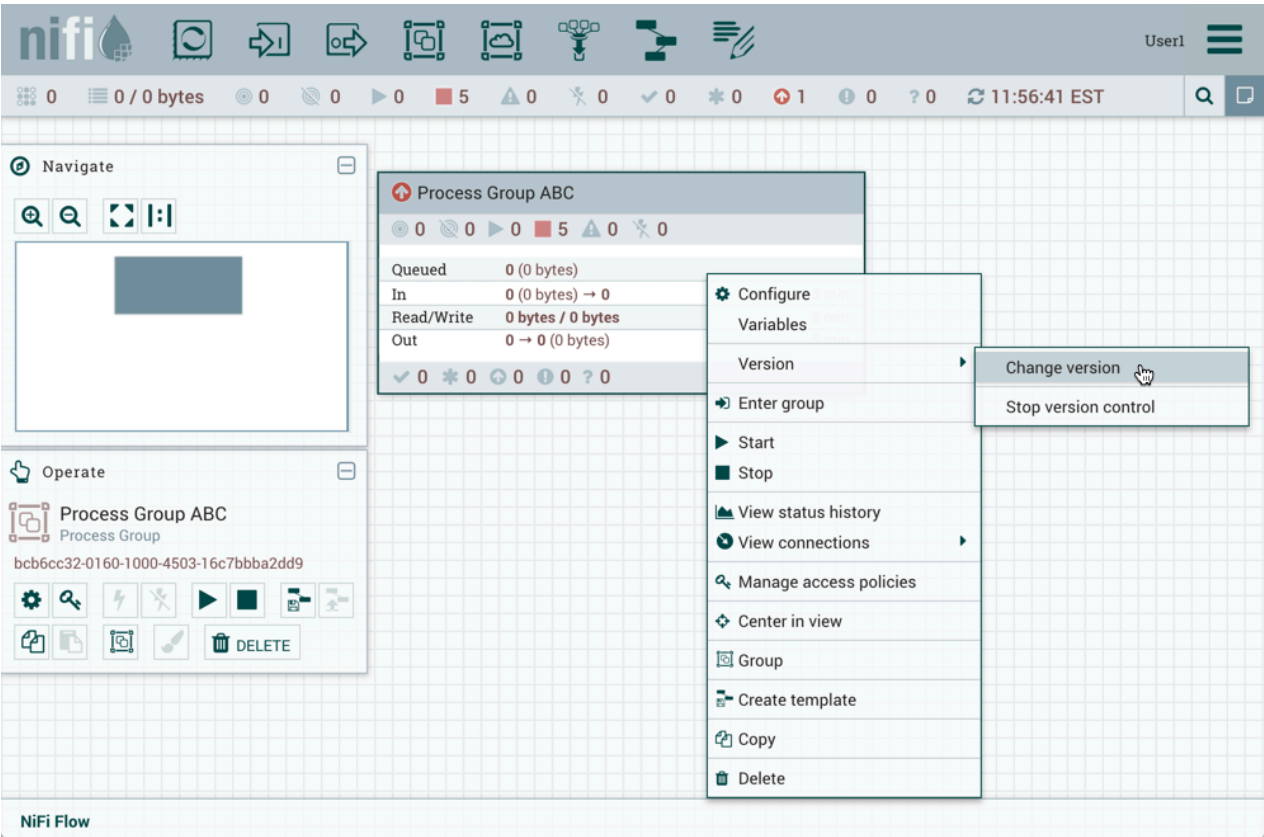 nifi
User1
0 0 / 0 bytes 0 0 0 5 0 0 0 0 1 0 ? 0 11:56:41 EST
Navigate
Process Group ABC
0 0 0 5 0 0
Queued 0 (0 bytes)
In 0 (0 bytes) → 0
Read/Write 0 bytes / 0 bytes
Out 0 → 0 (0 bytes)
0 0 0 0 ? 0
Configure
Variables
Version
Change version
Stop version control
Enter group
Start
Stop
View status history
View connections
Manage access policies
Center in view
Group
Create template
Copy
Delete
Operate
Process Group ABC
Process Group
bcb6cc32-0160-1000-4503-16c7bbba2dd9
DELETE
NiFi Flow